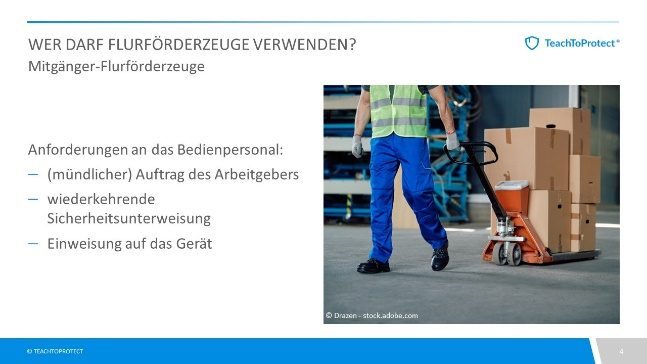 WER DARF FLURFÖRDERZEUGE VERWENDEN?
Mitgänger-Flurförderzeuge
TeachToProtect®
Anforderungen an das Bedienpersonal:
– (mündlicher) Auftrag des Arbeitgebers
– wiederkehrende
Sicherheitsunterweisung
– Einweisung auf das Gerät
© Drazen - stock.adobe.com
© TEACHTOPROTECT
4